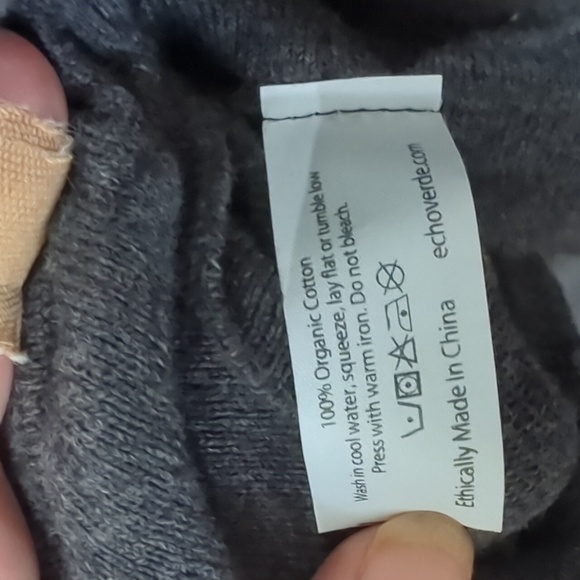 100% Organic Cotton
Wash in cool water, squeeze, lay flat or tumble low
Press with warm iron. Do not bleach.
Ethically Made In China echoverde.com